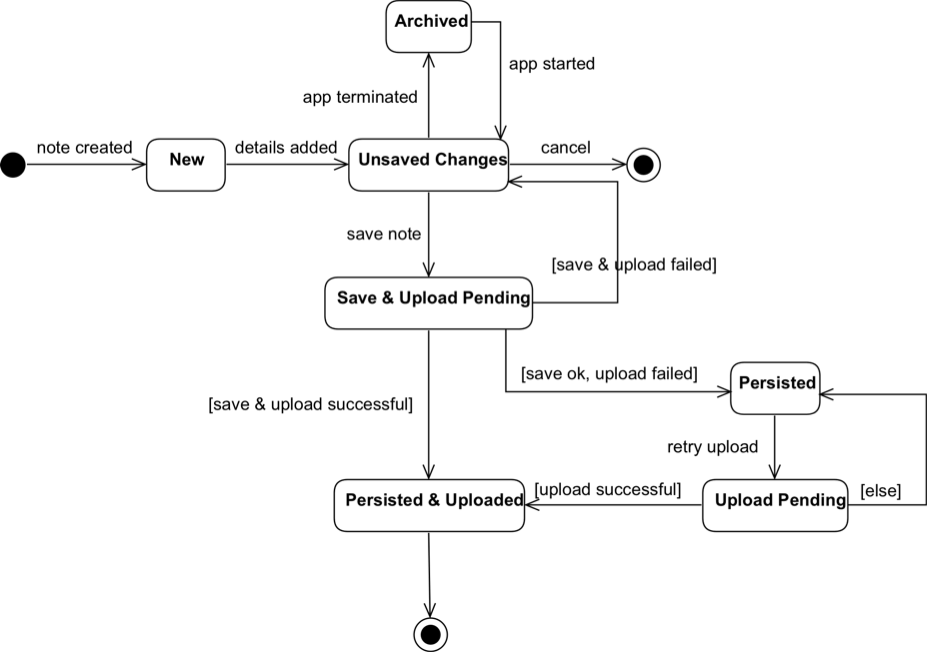 Archived
app started
app terminated
note created
New
details added
Unsaved Changes
cancel
save note
[save & upload failed]
Save & Upload Pending
[save ok, upload failed]
Persisted
[save & upload successful]
retry upload
Persisted & Uploaded
[upload successful]
Upload Pending
[else]